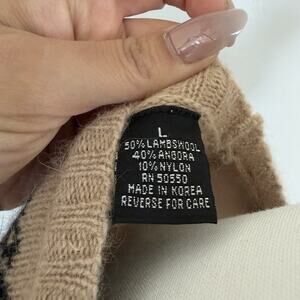 L
50% LAMBSWOOL
40% ANGORA
10% NYLON
RN 50550
MADE IN KOREA
REVERSE FOR CARE